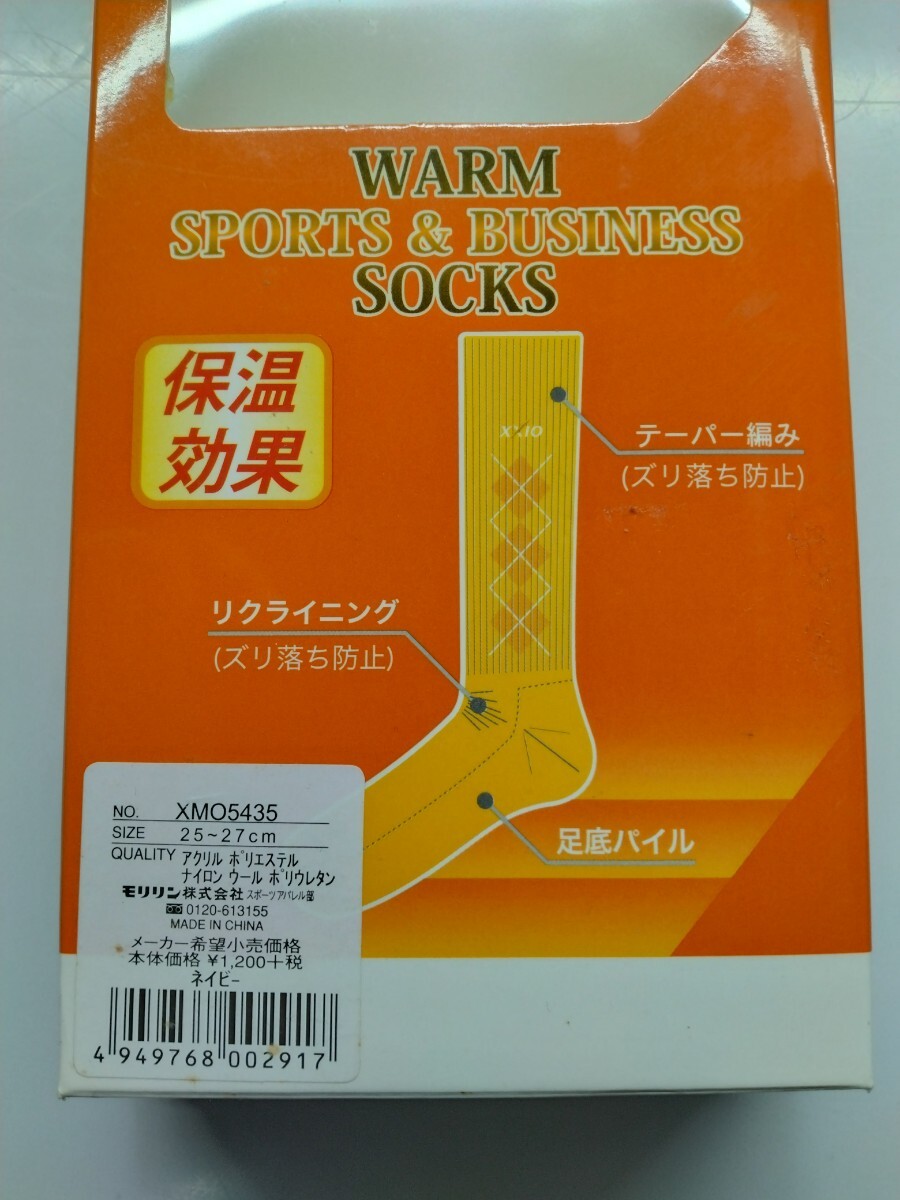 WARM
SPORTS & BUSINESS
SOCKS
保温
効果
XXIO
テーパー編み
(ズリ落ち防止)
リクライニング
(ズリ落ち防止)
足底パイル
NO. XMO5435
SIZE 25~27cm
QUALITY アクリル ポリエステル
ナイロン ウール ポリウレタン
モリリン株式会社 スポーツアパレル部
0120-613155
MADE IN CHINA
メーカー希望小売価格
本体価格 ¥1,200+税
ネイビー
4 949768 002917